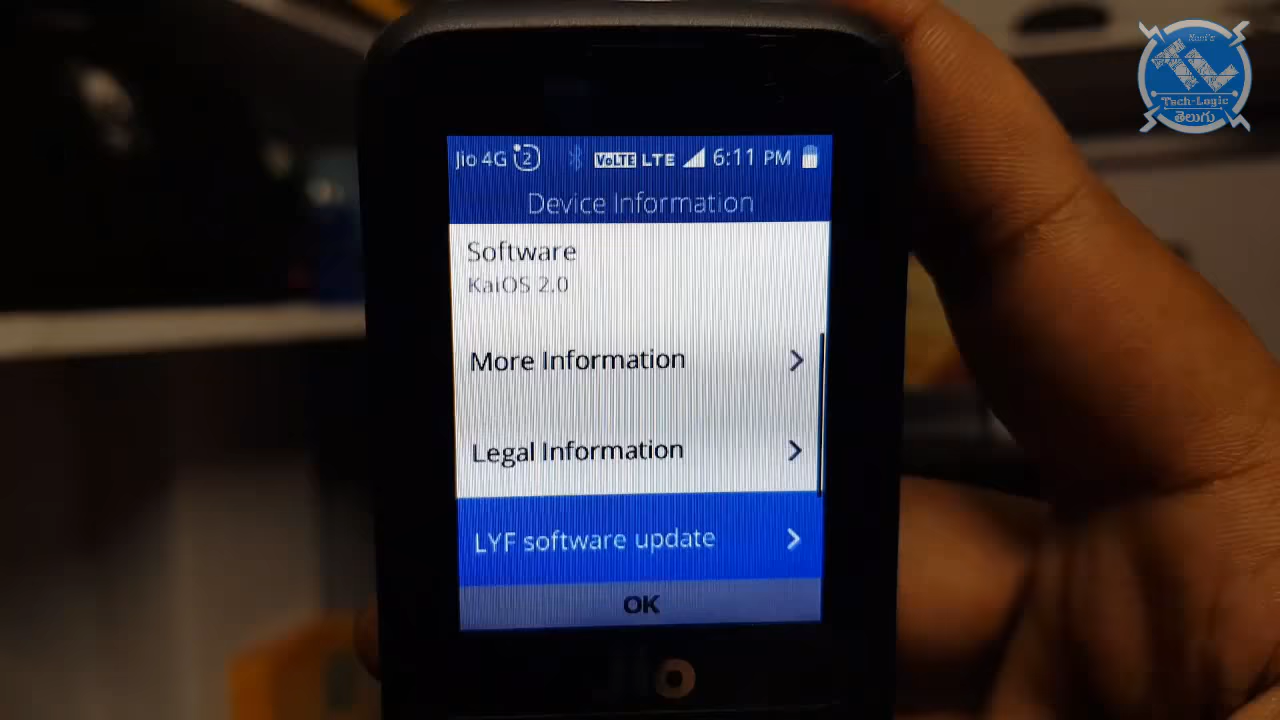 Jio 4G 2 VoLTE LTE 6:11 PM
Device Information
Software
KaiOS 2.0
More Information
Legal Information
LYF software update
OK
Jio
Tech-Logic
తెలుగు